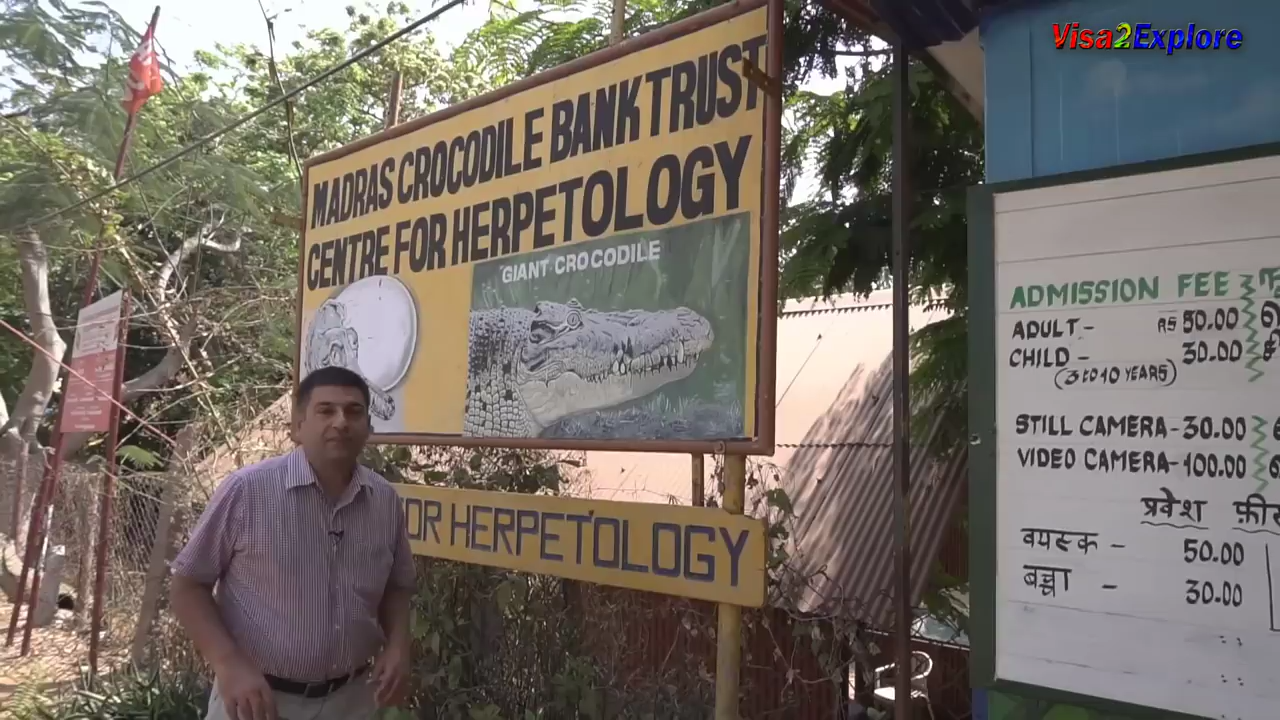 Visa2Explore
MADRAS CROCODILE BANK TRUST
CENTRE FOR HERPETOLOGY
GIANT CROCODILE
OR HERPETOLOGY
ADMISSION FEE
ADULT - RS 50.00
CHILD - 30.00
(3 to 10 YEARS)
STILL CAMERA - 30.00
VIDEO CAMERA - 100.00
प्रवेश फ़ीस
वयस्क - 50.00
बच्चा - 30.00